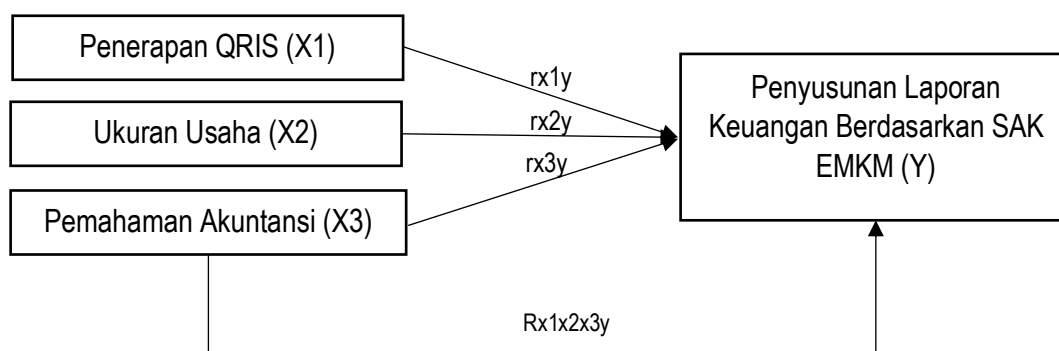 Penerapan QRIS (X1)
rx1y
Ukuran Usaha (X2)
rx2y
rx3y
Pemahaman Akuntansi (X3)
Penyusunan Laporan
Keuangan Berdasarkan SAK
EMKM (Y)
Rx1x2x3y